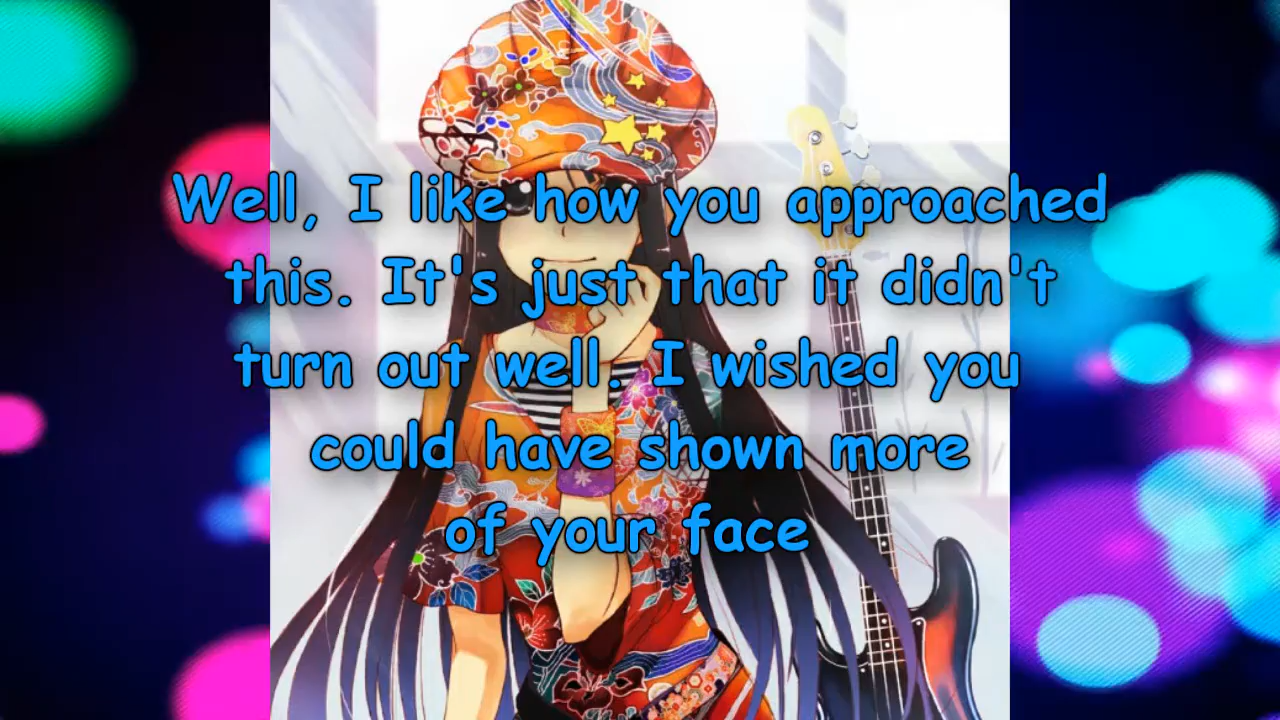 Well, I like how you approached
this. It's just that it didn't
turn out well. I wished you
could have shown more
of your face